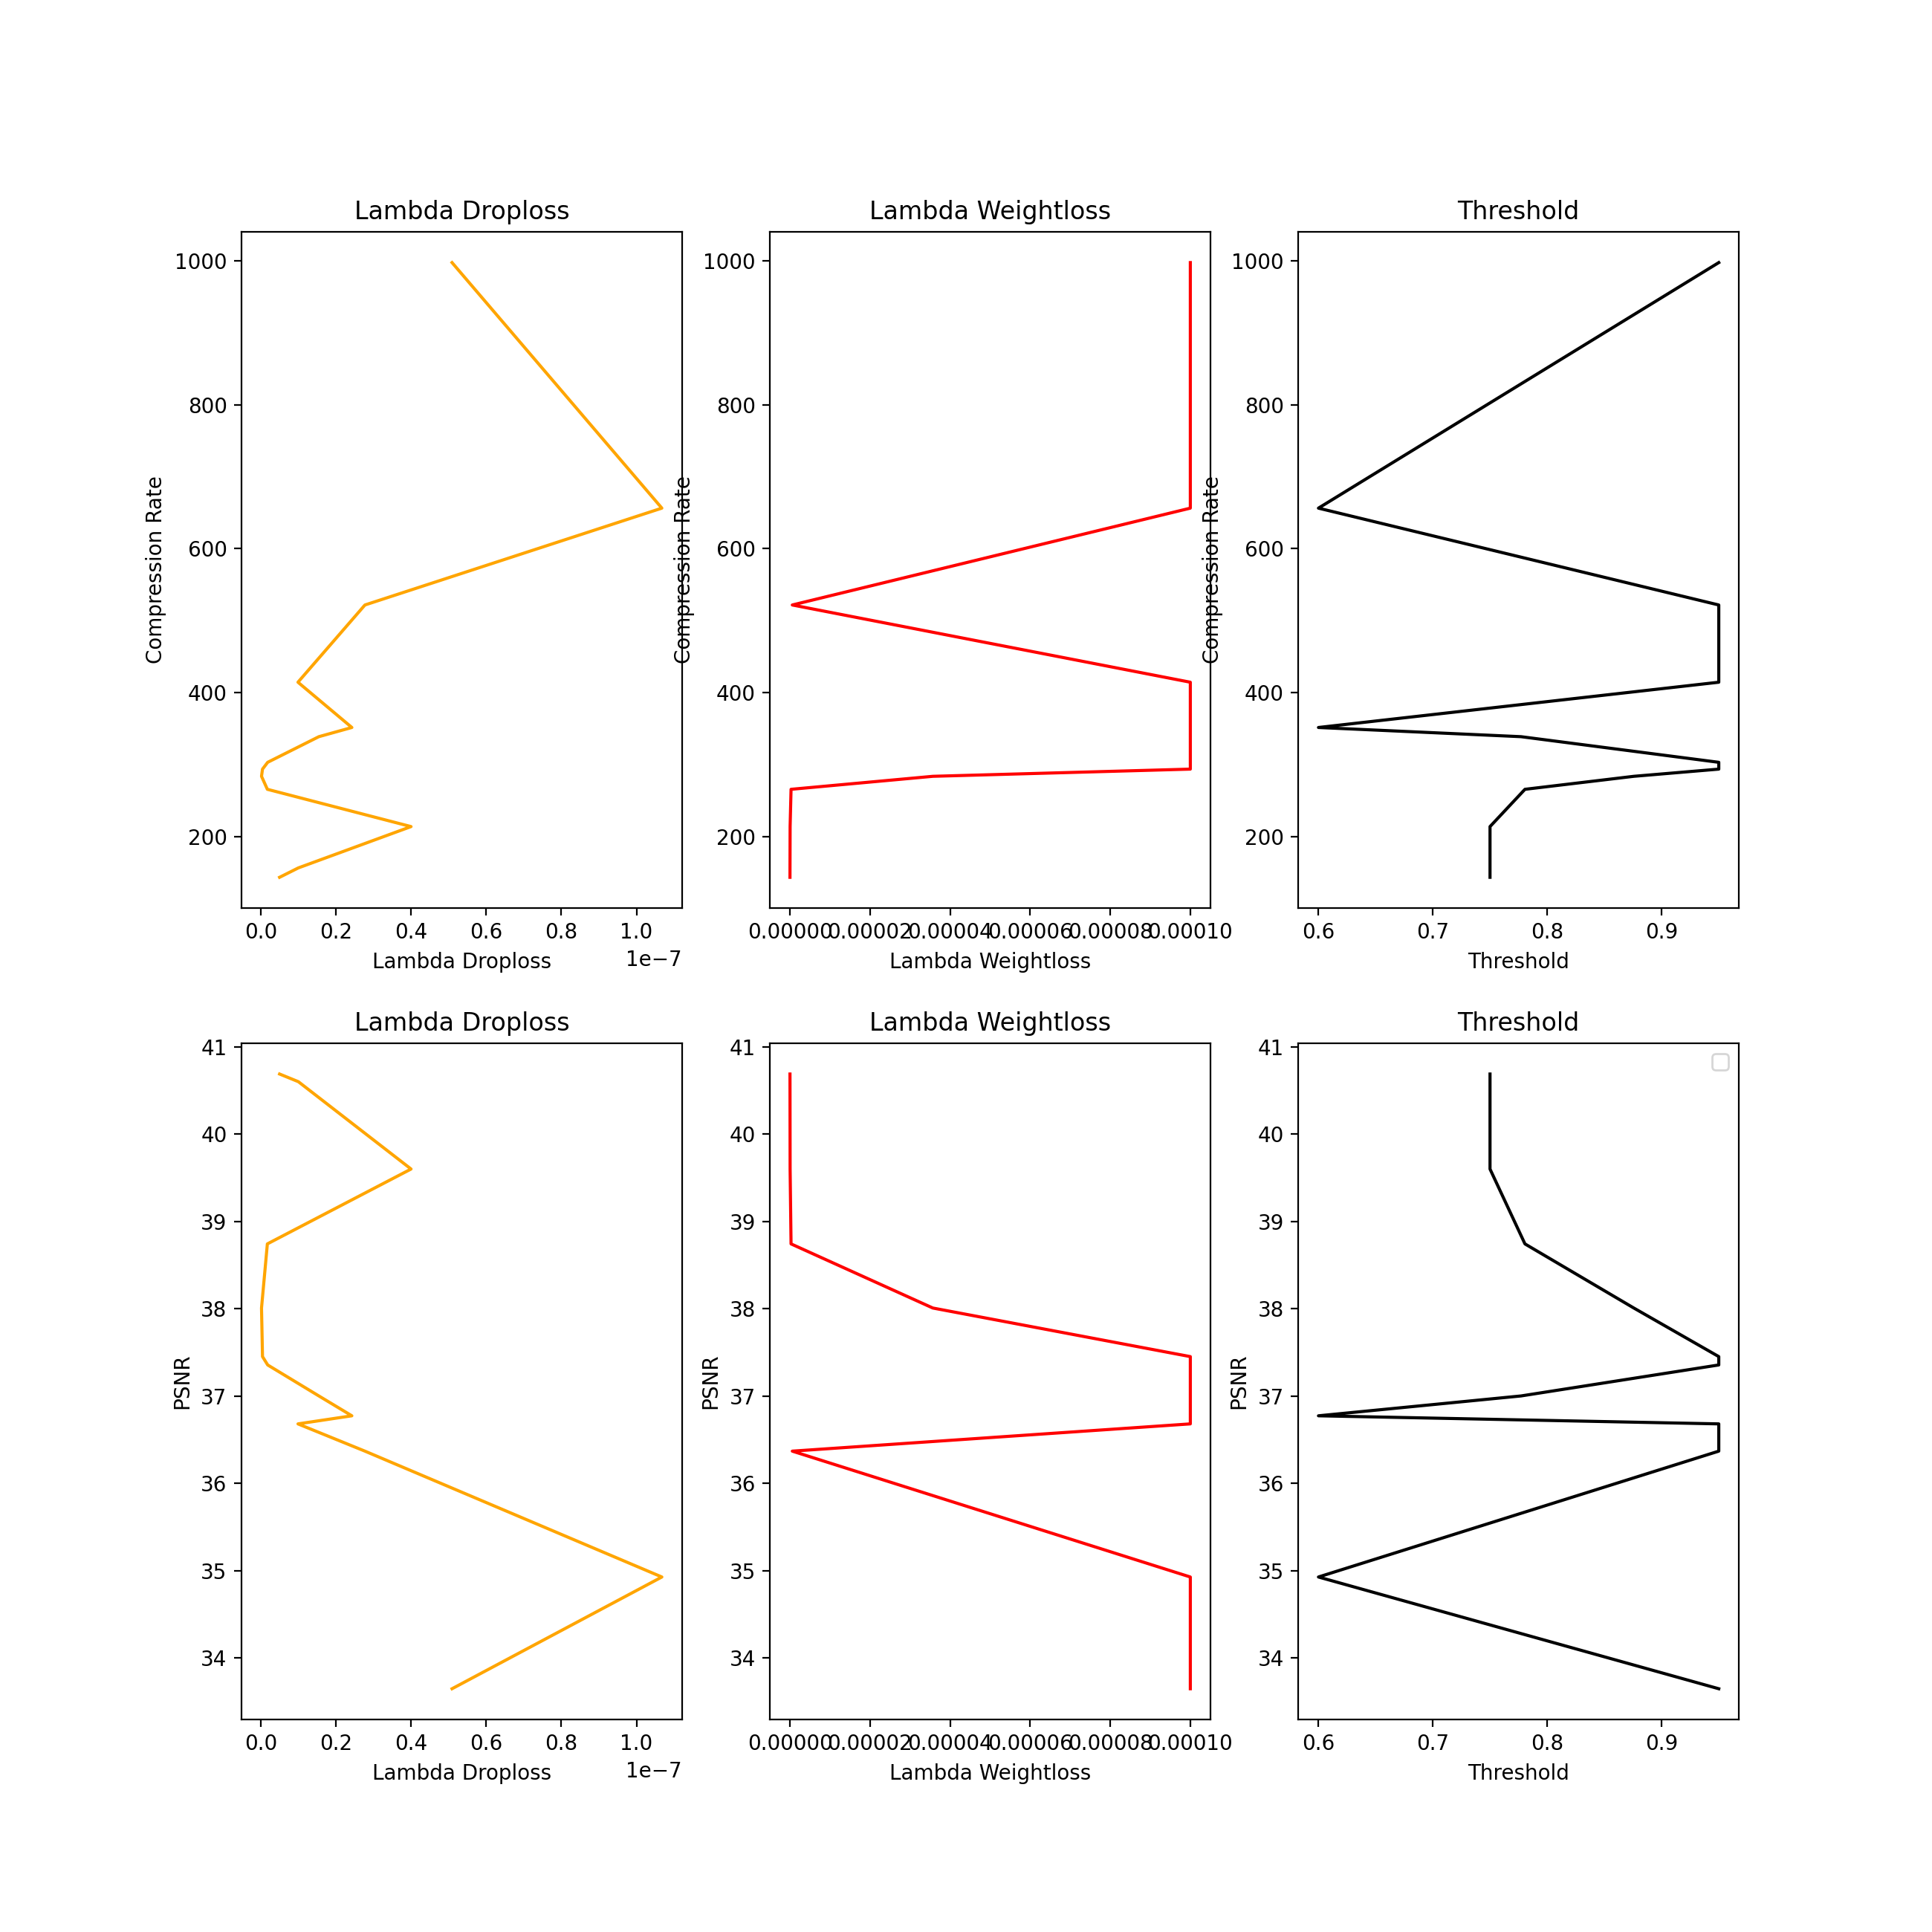 Lambda Droploss
Compression Rate
1000
800
600
400
200
0.0 0.2 0.4 0.6 0.8 1.0
1e−7
Lambda Droploss
Lambda Weightloss
Compression Rate
1000
800
600
400
200
0.00000 0.00002 0.00004 0.00006 0.00008 0.00010
Lambda Weightloss
Threshold
Compression Rate
1000
800
600
400
200
0.6 0.7 0.8 0.9
Threshold
Lambda Droploss
PSNR
41
40
39
38
37
36
35
34
0.0 0.2 0.4 0.6 0.8 1.0
1e−7
Lambda Droploss
Lambda Weightloss
PSNR
41
40
39
38
37
36
35
34
0.00000 0.00002 0.00004 0.00006 0.00008 0.00010
Lambda Weightloss
Threshold
PSNR
41
40
39
38
37
36
35
34
0.6 0.7 0.8 0.9
Threshold